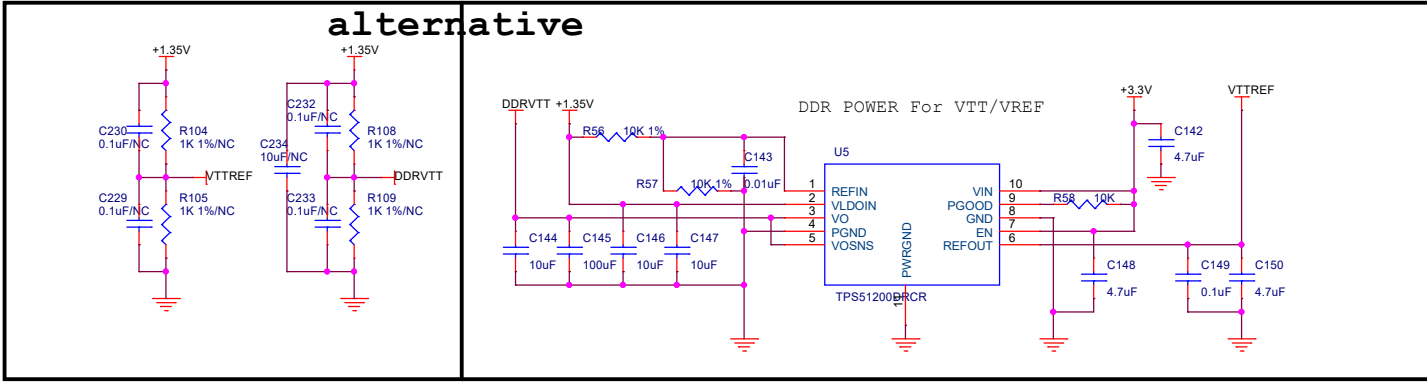 alternative
+1.35V
+1.35V
C230
0.1uF/NC
R104
1K 1%/NC
VTTREF
C229
0.1uF/NC
R105
1K 1%/NC
C232
0.1uF/NC
C234
10uF/NC
R108
1K 1%/NC
DDRVTT
C233
0.1uF/NC
R109
1K 1%/NC
DDR POWER For VTT/VREF
DDRVTT
+1.35V
R56
10K 1%
R57
10K 1%
C143
0.01uF
+3.3V
VTTREF
C142
4.7uF
U5
1
REFIN
2
VLDOIN
3
VO
4
PGND
5
VOSNS
VIN
10
PGOOD
9
GND
8
EN
7
REFOUT
6
PWRGND
TPS51200DRCR
R58
10K
C144
10uF
C145
100uF
C146
10uF
C147
10uF
C148
4.7uF
C149
0.1uF
C150
4.7uF